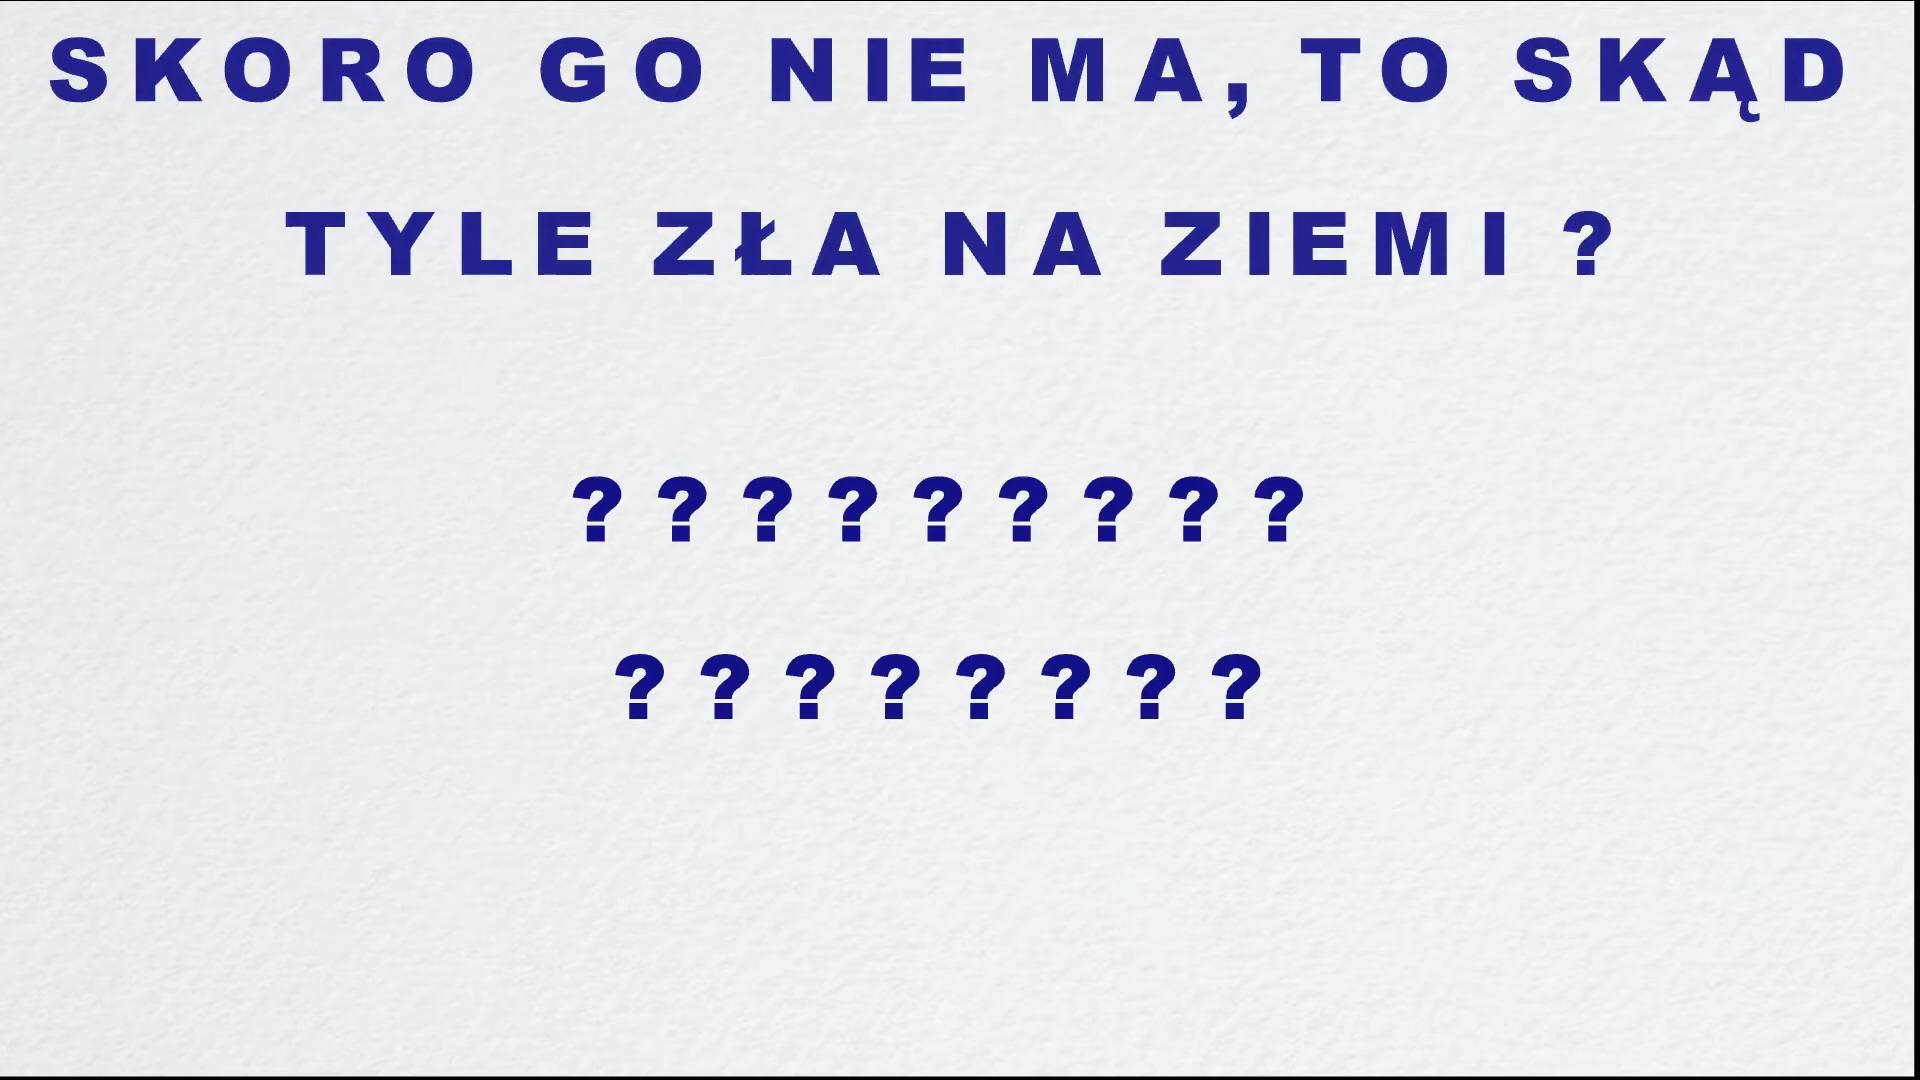 SKORO GO NIE MA, TO SKĄD
TYLE ZŁA NA ZIEMI ?
? ? ? ? ? ? ? ? ?
? ? ? ? ? ? ? ?